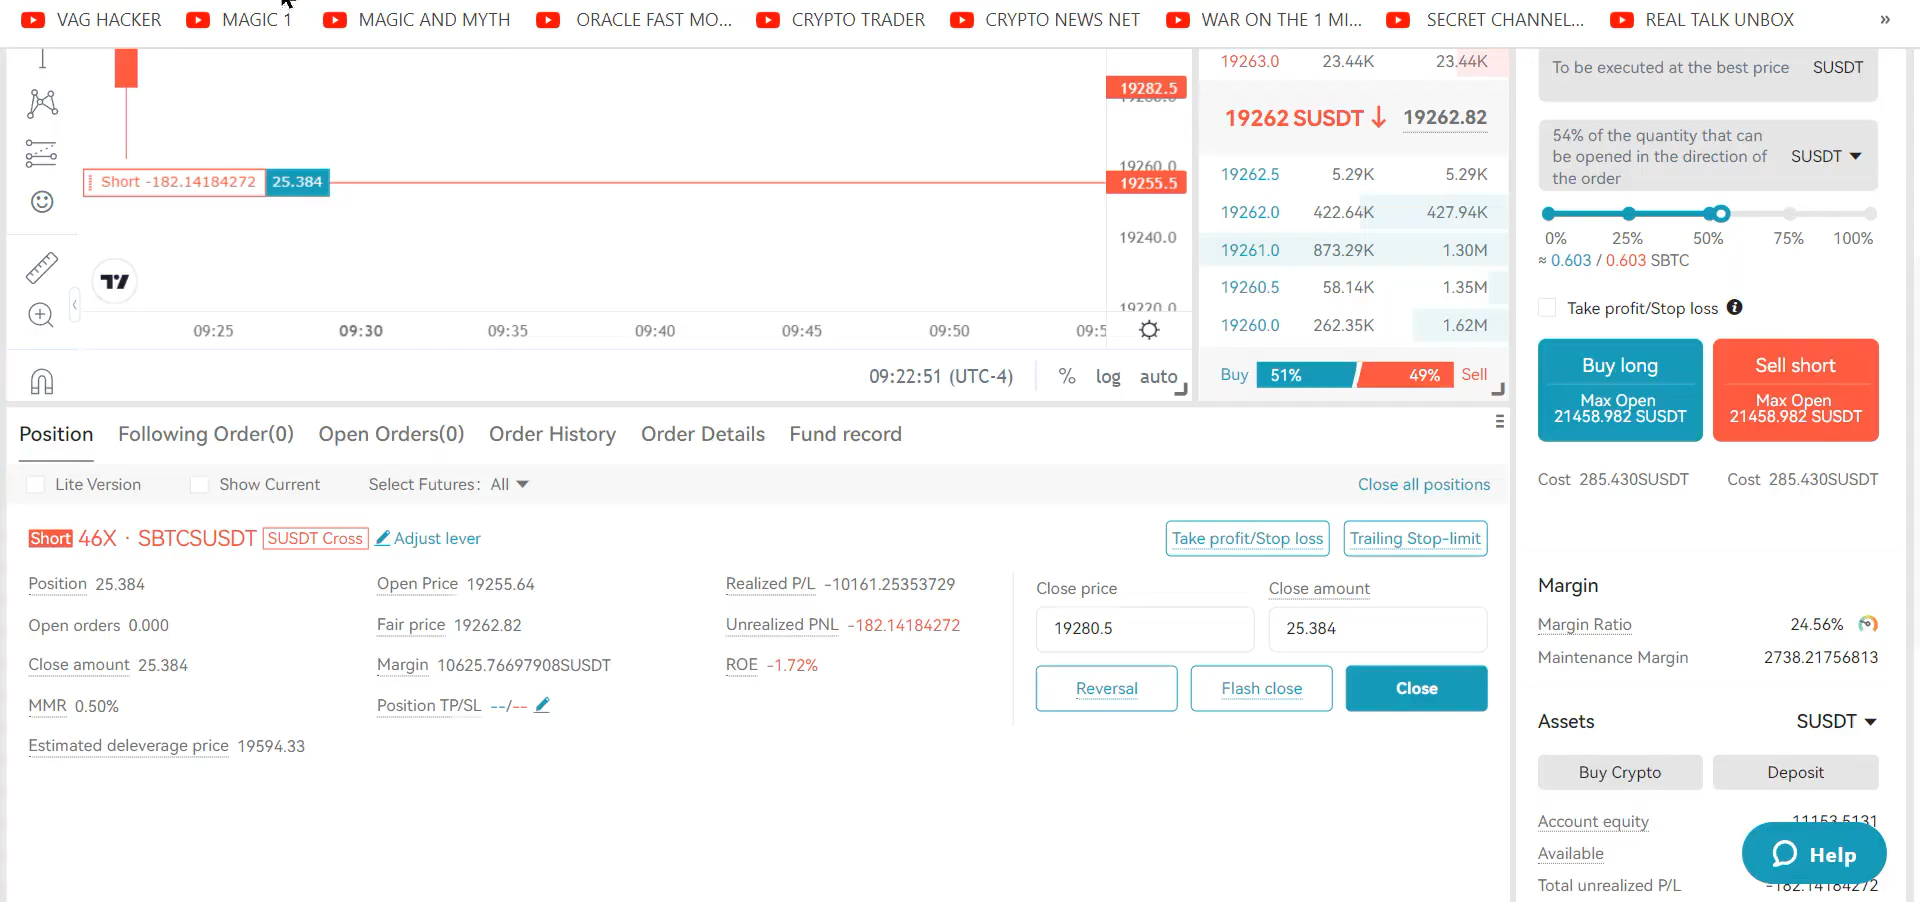 VAG HACKER MAGIC 1 MAGIC AND MYTH ORACLE FAST MO... CRYPTO TRADER CRYPTO NEWS NET WAR ON THE 1 MI... SECRET CHANNEL... REAL TALK UNBOX »
19282.5
19260.0
Short -182.14184272 25.384
19255.5
19240.0
19220.0
09:25 09:30 09:35 09:40 09:45 09:50 09:5
09:22:51 (UTC-4) % log auto
19263.0 23.44K 23.44K
19262 SUSDT ↓ 19262.82
19262.5 5.29K 5.29K
19262.0 422.64K 427.94K
19261.0 873.29K 1.30M
19260.5 58.14K 1.35M
19260.0 262.35K 1.62M
Buy 51% 49% Sell
To be executed at the best price SUSDT
54% of the quantity that can
be opened in the direction of SUSDT
the order
0% 25% 50% 75% 100%
≈ 0.603 / 0.603 SBTC
Take profit/Stop loss
Buy long Sell short
Max Open Max Open
21458.982 SUSDT 21458.982 SUSDT
Cost 285.430SUSDT Cost 285.430SUSDT
Position Following Order(0) Open Orders(0) Order History Order Details Fund record
Lite Version Show Current Select Futures: All Close all positions
Short 46X · SBTCSUSDT SUSDT Cross Adjust lever Take profit/Stop loss Trailing Stop-limit
Position 25.384 Open Price 19255.64 Realized P/L -10161.25353729
Open orders 0.000 Fair price 19262.82 Unrealized PNL -182.14184272
Close amount 25.384 Margin 10625.76697908SUSDT ROE -1.72%
MMR 0.50% Position TP/SL --/--
Estimated deleverage price 19594.33
Close price Close amount
19280.5 25.384
Reversal Flash close Close
Margin
Margin Ratio 24.56%
Maintenance Margin 2738.21756813
Assets SUSDT
Buy Crypto Deposit
Account equity 11153.5131
Available
Help
Total unrealized P/L -182.14184272